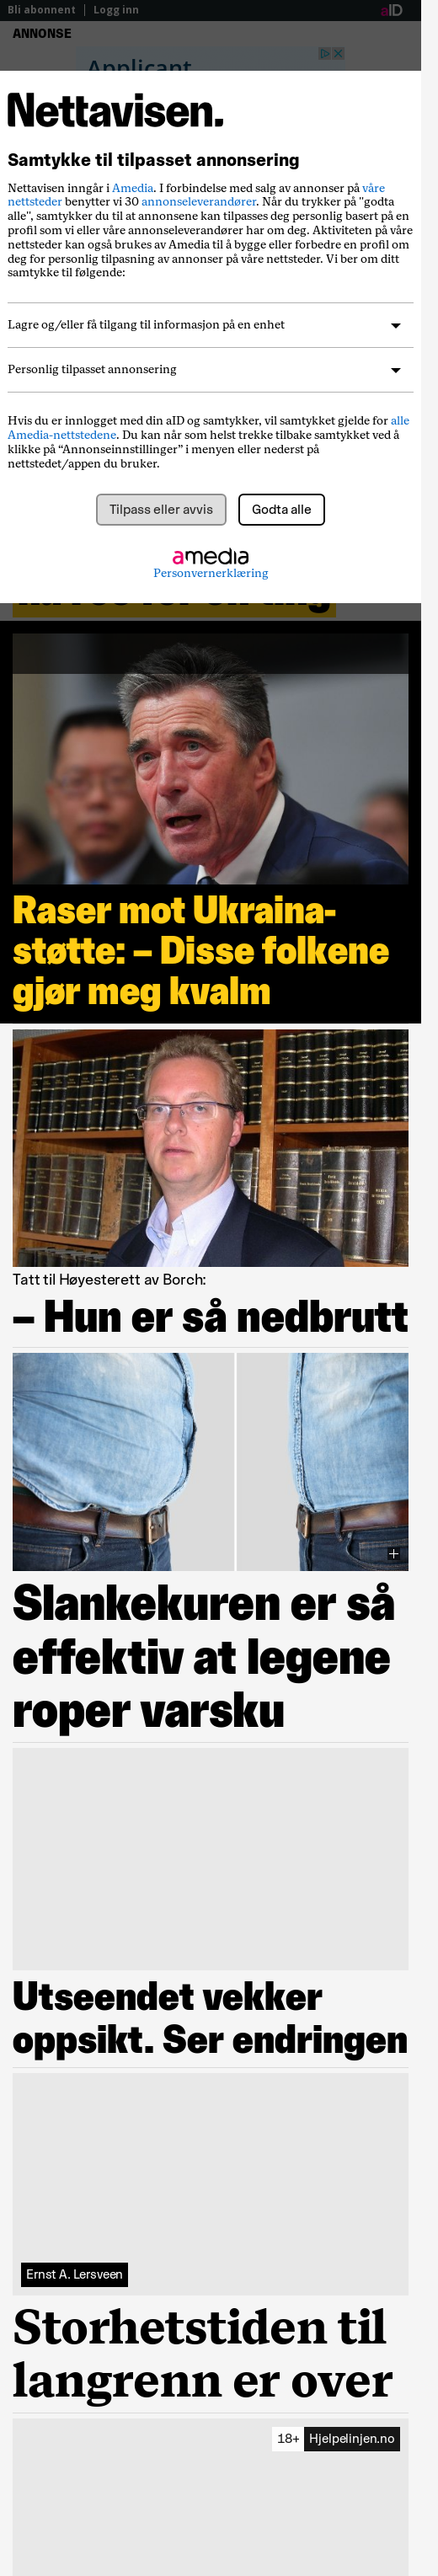 Bli abonnent | Logg inn
aID
ANNONSE
Applicant
Nettavisen.
Samtykke til tilpasset annonsering
Nettavisen inngår i Amedia. I forbindelse med salg av annonser på våre
nettsteder benytter vi 30 annonseleverandører. Når du trykker på "godta
alle", samtykker du til at annonsene kan tilpasses deg personlig basert på en
profil som vi eller våre annonseleverandører har om deg. Aktiviteten på våre
nettsteder kan også brukes av Amedia til å bygge eller forbedre en profil om
deg for personlig tilpasning av annonser på våre nettsteder. Vi ber om ditt
samtykke til følgende:
Lagre og/eller få tilgang til informasjon på en enhet
Personlig tilpasset annonsering
Hvis du er innlogget med din aID og samtykker, vil samtykket gjelde for alle
Amedia-nettstedene. Du kan når som helst trekke tilbake samtykket ved å
klikke på “Annonseinnstillinger” i menyen eller nederst på
nettstedet/appen du bruker.
Tilpass eller avvis
Godta alle
amedia
Personvernerklæring
Raser mot Ukraina-
støtte: – Disse folkene
gjør meg kvalm
Tatt til Høyesterett av Borch:
– Hun er så nedbrutt
Slankekuren er så
effektiv at legene
roper varsku
Utseendet vekker
oppsikt. Ser endringen
Ernst A. Lersveen
Storhetstiden til
langrenn er over
18+ Hjelpelinjen.no